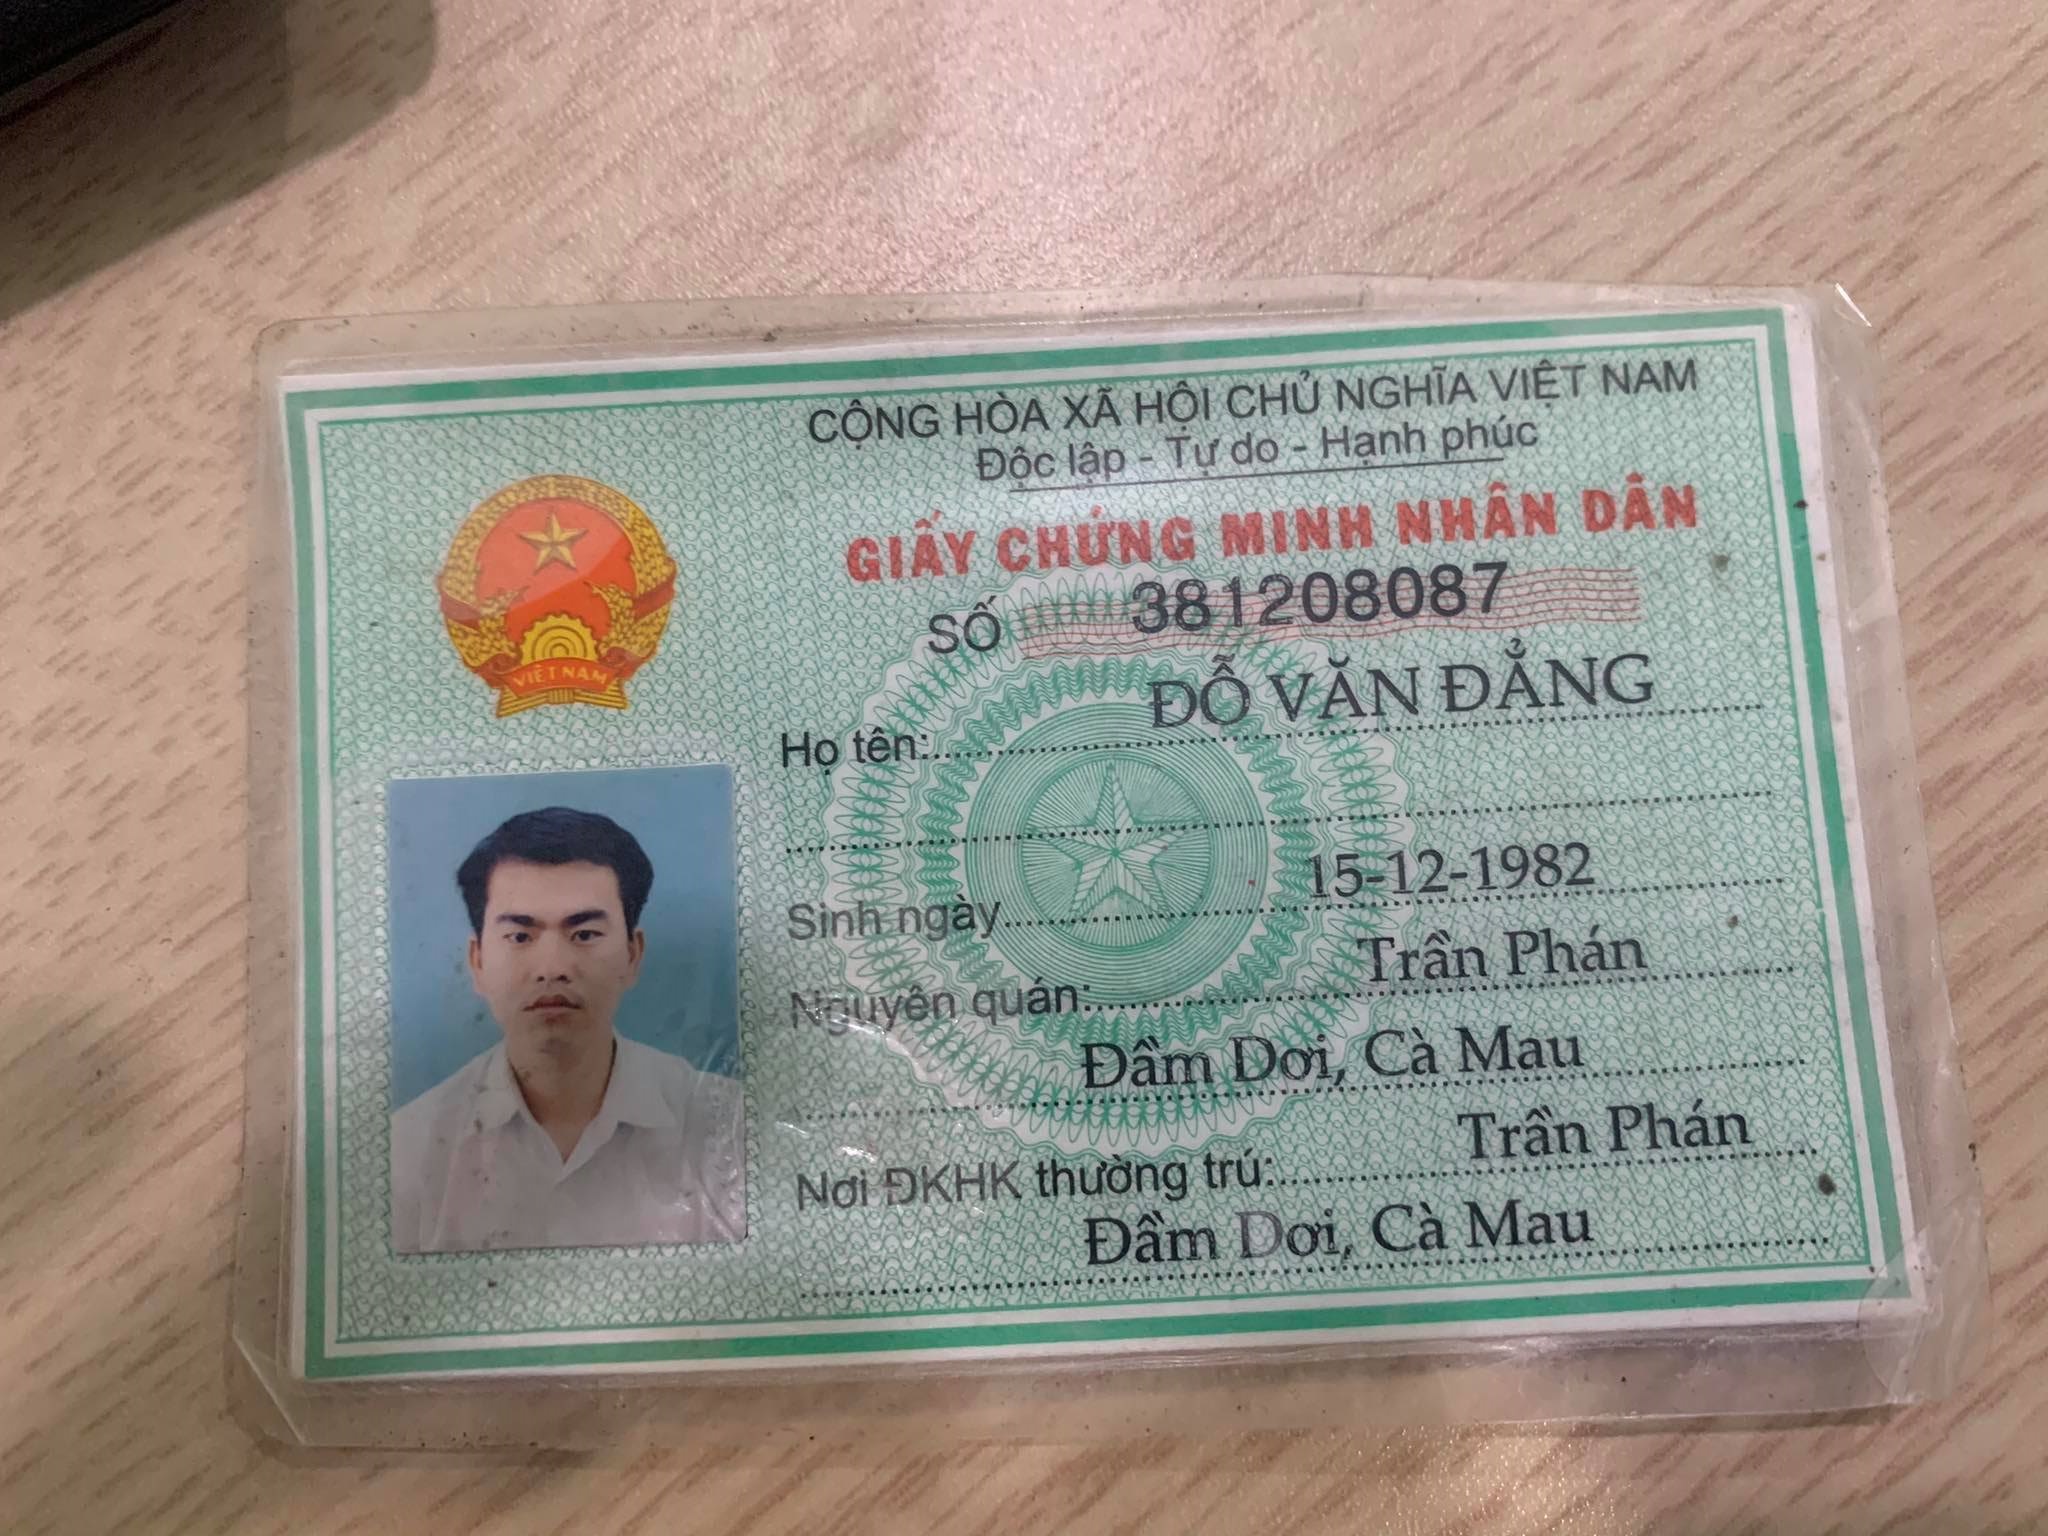 CỘNG HÒA XÃ HỘI CHỦ NGHĨA VIỆT NAM
Độc lập - Tự do - Hạnh phúc
GIẤY CHỨNG MINH NHÂN DÂN
SỐ 381208087
Họ tên: ĐỖ VĂN ĐẲNG
Sinh ngày 15-12-1982
Nguyên quán: Trần Phán
Đầm Dơi, Cà Mau
Nơi ĐKHK thường trú: Trần Phán
Đầm Dơi, Cà Mau
VIỆT NAM